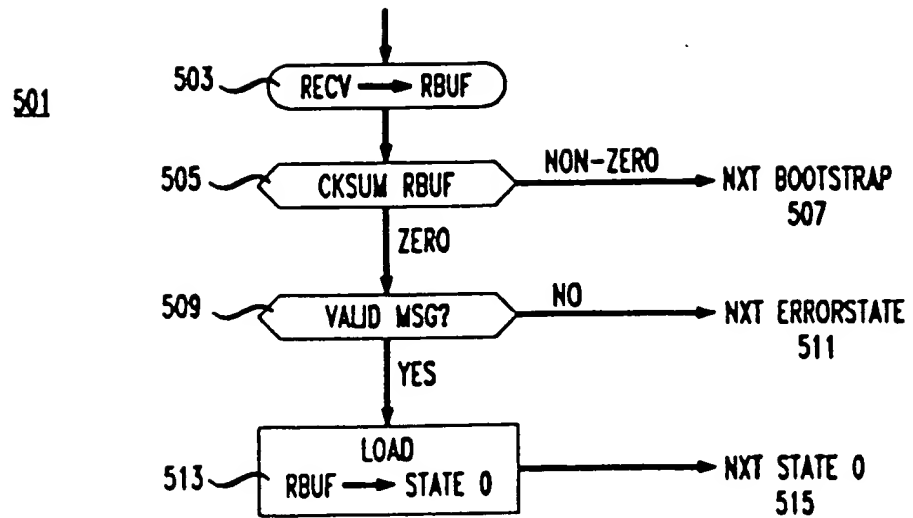 501
503
RECV → RBUF
505
CKSUM RBUF
NON-ZERO
NXT BOOTSTRAP
507
ZERO
509
VALID MSG?
NO
NXT ERRORSTATE
511
YES
513
LOAD
RBUF → STATE 0
NXT STATE 0
515